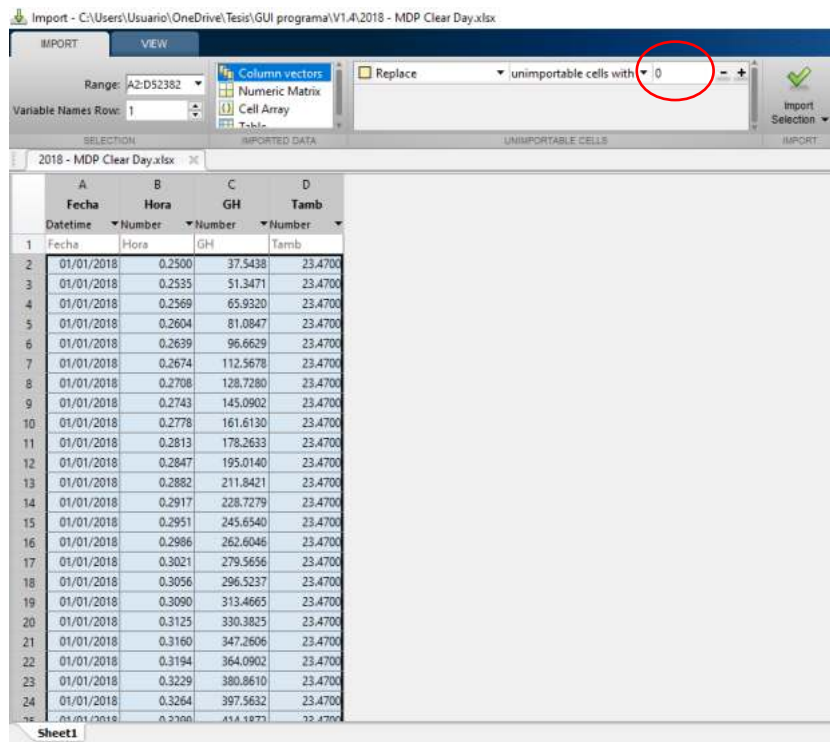 Import - C:\Users\Usuario\OneDrive\Tesis\GUI programa\V1.4\2018 - MDP Clear Day.xlsx
IMPORT VIEW
Range: A2:D52382
Variable Names Row: 1
Column vectors
Numeric Matrix
Cell Array
Table
Replace unimportable cells with 0 - +
Import Selection
SELECTION IMPORTED DATA UNIMPORTABLE CELLS IMPORT
2018 - MDP Clear Day.xlsx
A B C D
Fecha Hora GH Tamb
Datetime Number Number Number
1 Fecha Hora GH Tamb
2 01/01/2018 0.2500 37.5438 23.4700
3 01/01/2018 0.2535 51.3471 23.4700
4 01/01/2018 0.2569 65.9320 23.4700
5 01/01/2018 0.2604 81.0847 23.4700
6 01/01/2018 0.2639 96.6629 23.4700
7 01/01/2018 0.2674 112.5678 23.4700
8 01/01/2018 0.2708 128.7280 23.4700
9 01/01/2018 0.2743 145.0902 23.4700
10 01/01/2018 0.2778 161.6130 23.4700
11 01/01/2018 0.2813 178.2633 23.4700
12 01/01/2018 0.2847 195.0140 23.4700
13 01/01/2018 0.2882 211.8421 23.4700
14 01/01/2018 0.2917 228.7279 23.4700
15 01/01/2018 0.2951 245.6540 23.4700
16 01/01/2018 0.2986 262.6046 23.4700
17 01/01/2018 0.3021 279.5656 23.4700
18 01/01/2018 0.3056 296.5237 23.4700
19 01/01/2018 0.3090 313.4665 23.4700
20 01/01/2018 0.3125 330.3825 23.4700
21 01/01/2018 0.3160 347.2606 23.4700
22 01/01/2018 0.3194 364.0902 23.4700
23 01/01/2018 0.3229 380.8610 23.4700
24 01/01/2018 0.3264 397.5632 23.4700
25 01/01/2018 0.3299 414.1872 23.4700
Sheet1